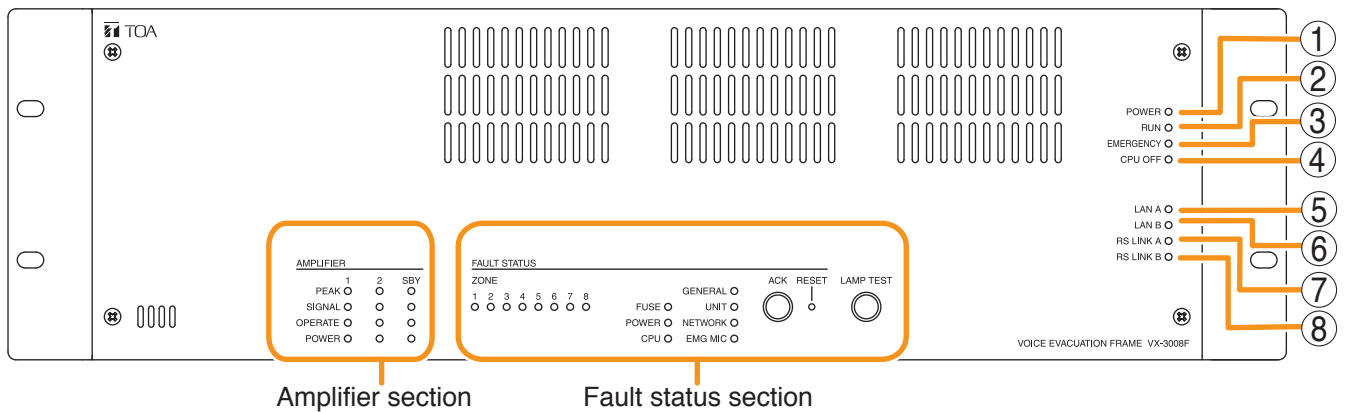 TOA
1
2
POWER
RUN
3
EMERGENCY
CPU OFF
4
LAN A
5
LAN B
6
RS LINK A
RS LINK B
7
8
AMPLIFIER
1 2 SBY
PEAK
SIGNAL
OPERATE
POWER
FAULT STATUS
ZONE
1 2 3 4 5 6 7 8
GENERAL
FUSE UNIT
POWER NETWORK
CPU EMG MIC
ACK RESET LAMP TEST
VOICE EVACUATION FRAME VX-3008F
Amplifier section
Fault status section